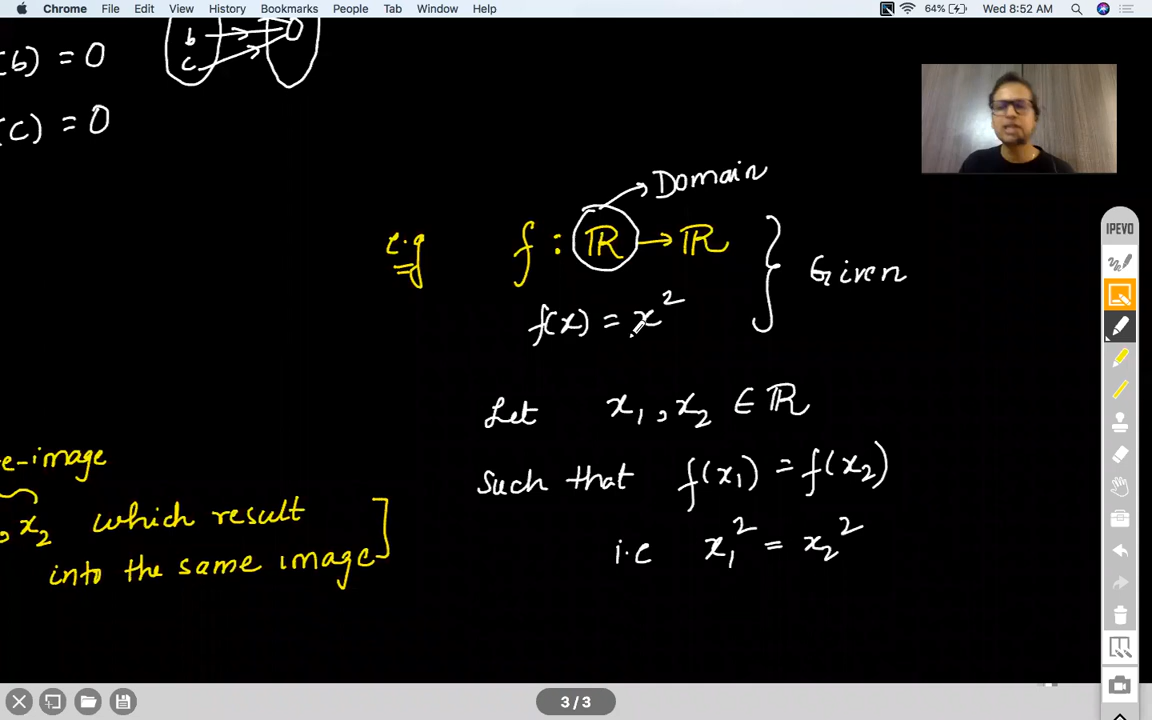 Chrome File Edit View History Bookmarks People Tab Window Help 64% Wed 8:52 AM
b
c
0
(b) = 0
(c) = 0
Domain
e.g f : ℝ → ℝ } Given
f(x) = x²
Let x₁, x₂ ∈ ℝ
Such that f(x₁) = f(x₂)
i.e x₁² = x₂²
e-image
, x₂ which result
into the same image]
IPEVO
3/3